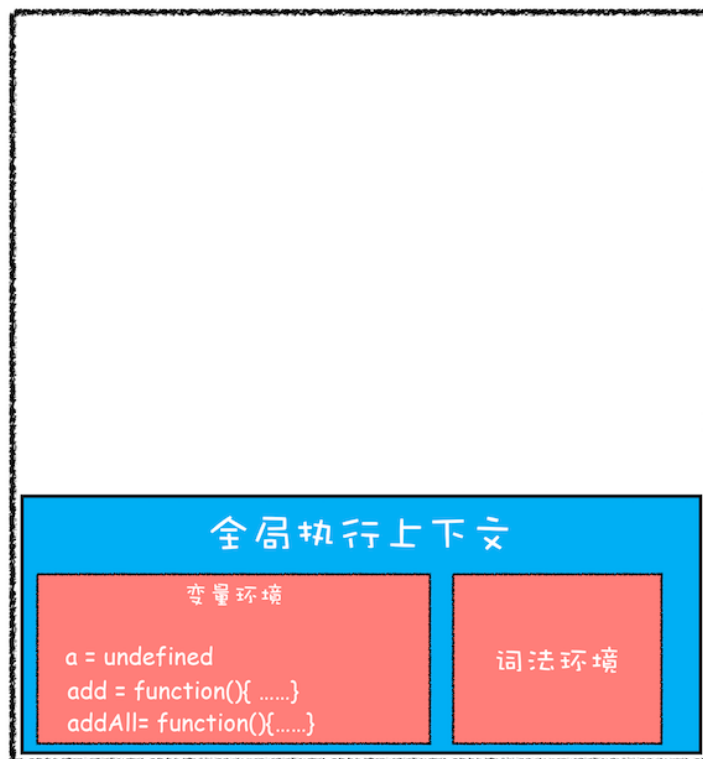 全局执行上下文
变量环境
a = undefined
add = function(){ ......}
addAll= function(){......}
词法环境